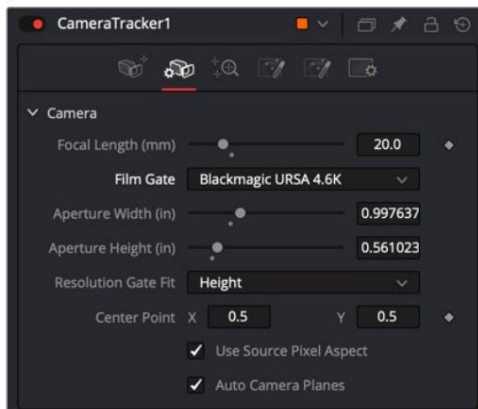 CameraTracker1
Camera
Focal Length (mm) 20.0
Film Gate Blackmagic URSA 4.6K
Aperture Width (in) 0.997637
Aperture Height (in) 0.561023
Resolution Gate Fit Height
Center Point X 0.5 Y 0.5
Use Source Pixel Aspect
Auto Camera Planes